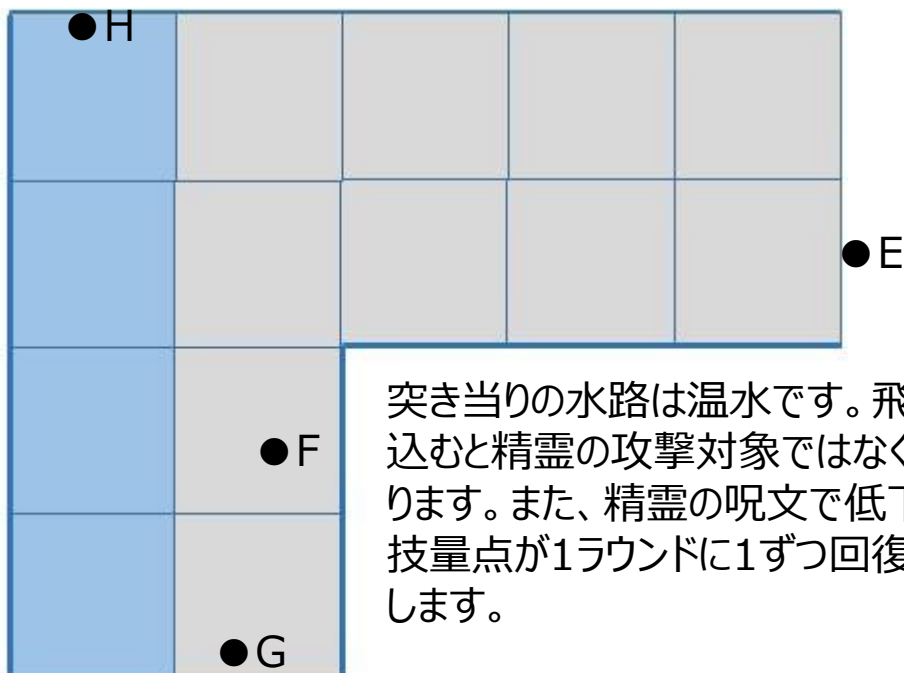 ●H
●E
●F
突き当りの水路は温水です。飛
込むと精霊の攻撃対象ではなく
ります。また、精霊の呪文で低下
技量点が1ラウンドに1ずつ回復
します。
●G